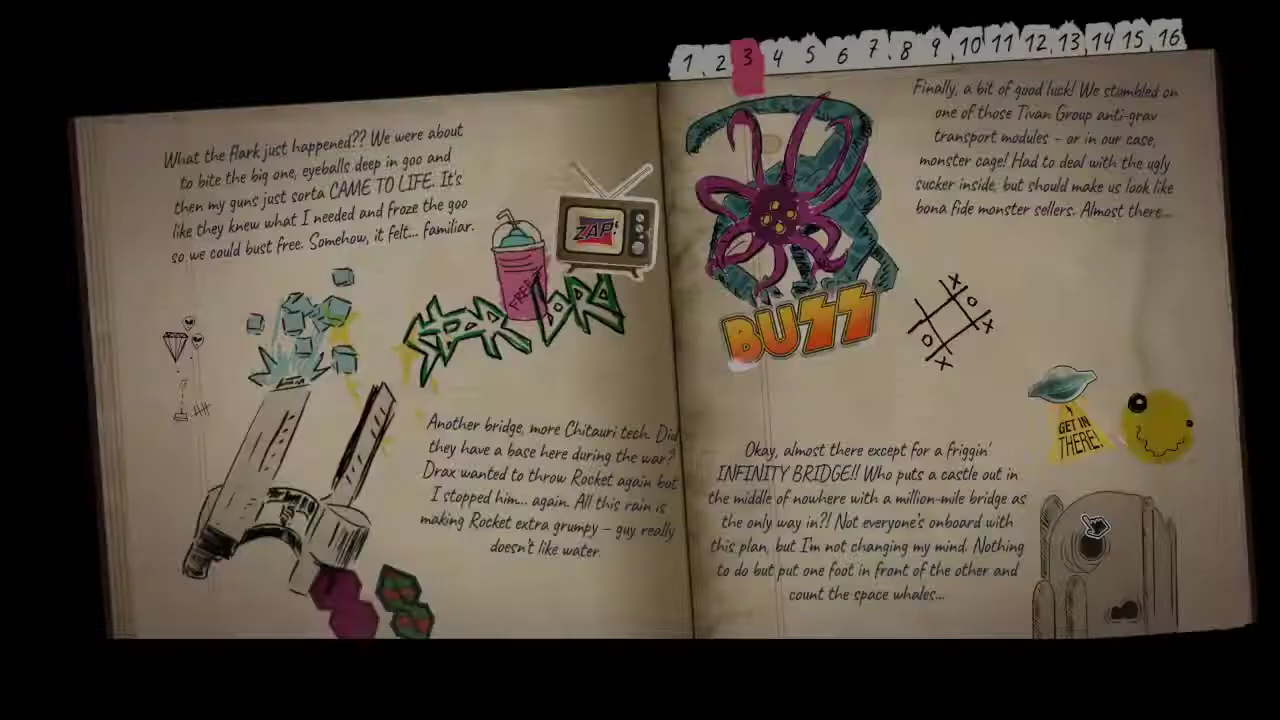 1 2 3 4 5 6 7 8 9 10 11 12 13 14 15 16
What the flark just happened?? We were about
to bite the big one, eyeballs deep in goo and
then my guns just sorta CAME TO LIFE. It's
like they knew what I needed and froze the goo
so we could bust free. Somehow, it felt... familiar.
ZAP!
STAR LORD
Another bridge, more Chitauri tech. Did
they have a base here during the war?
Drax wanted to throw Rocket again but
I stopped him... again. All this rain is
making Rocket extra grumpy – guy really
doesn't like water.
Finally, a bit of good luck! We stumbled on
one of those Tivan Group anti-grav
transport modules – or in our case,
monster cage! Had to deal with the ugly
sucker inside, but should make us look like
bona fide monster sellers. Almost there...
BUZZ
X
O
X
O
X
GET IN
THERE!
Okay, almost there except for a friggin'
INFINITY BRIDGE!! Who puts a castle out in
the middle of nowhere with a million-mile bridge as
the only way in?! Not everyone's onboard with
this plan, but I'm not changing my mind. Nothing
to do but put one foot in front of the other and
count the space whales...